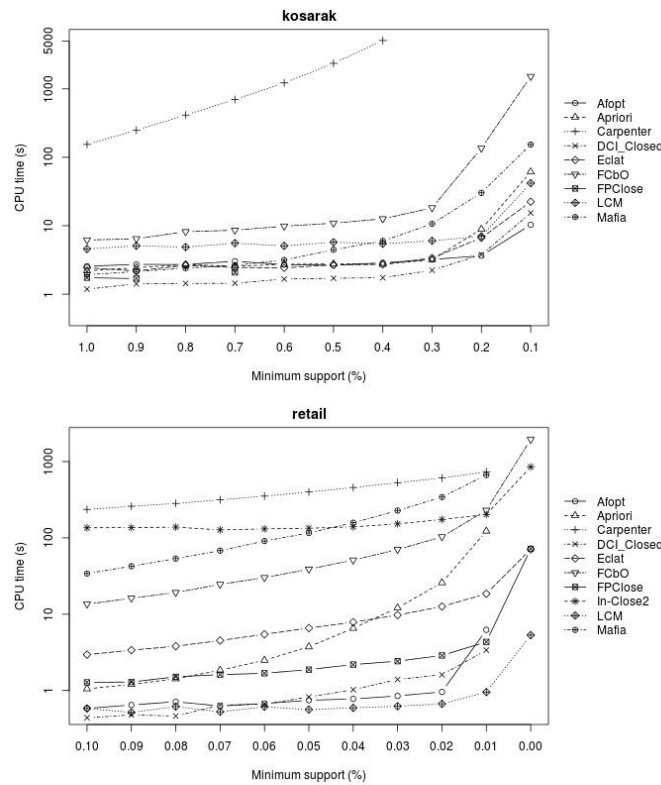 kosarak
CPU time (s)
5000
1000
100
10
1
1.0 0.9 0.8 0.7 0.6 0.5 0.4 0.3 0.2 0.1
Minimum support (%)
Afopt
Apriori
Carpenter
DCI_Closed
Eclat
FCbO
FPClose
LCM
Mafia
retail
CPU time (s)
1000
100
10
1
0.10 0.09 0.08 0.07 0.06 0.05 0.04 0.03 0.02 0.01 0.00
Minimum support (%)
Afopt
Apriori
Carpenter
DCI_Closed
Eclat
FCbO
FPClose
In-Close2
LCM
Mafia